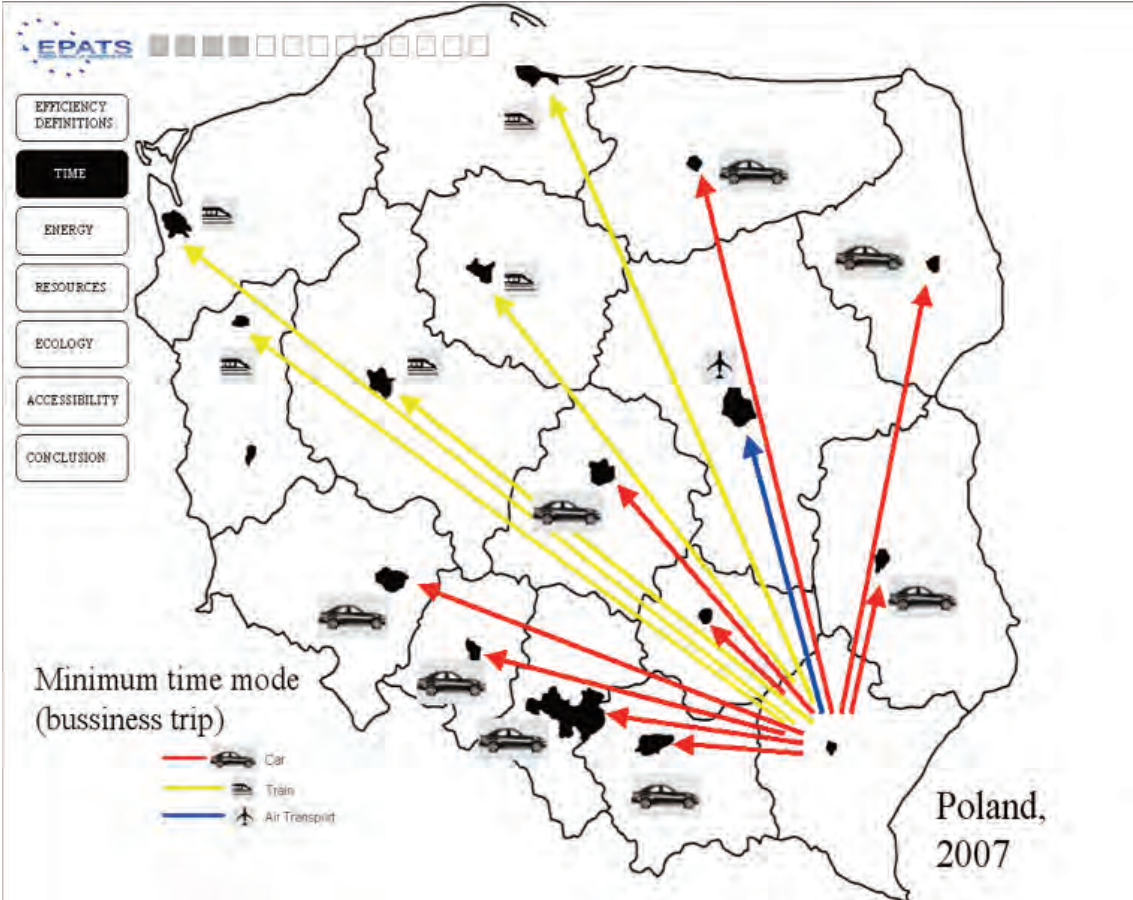 EPATS
EFFICIENCY
DEFINITIONS
TIME
ENERGY
RESOURCES
ECOLOGY
ACCESSIBILITY
CONCLUSION
Minimum time mode
(bussiness trip)
Car
Train
Air Transport
Poland,
2007